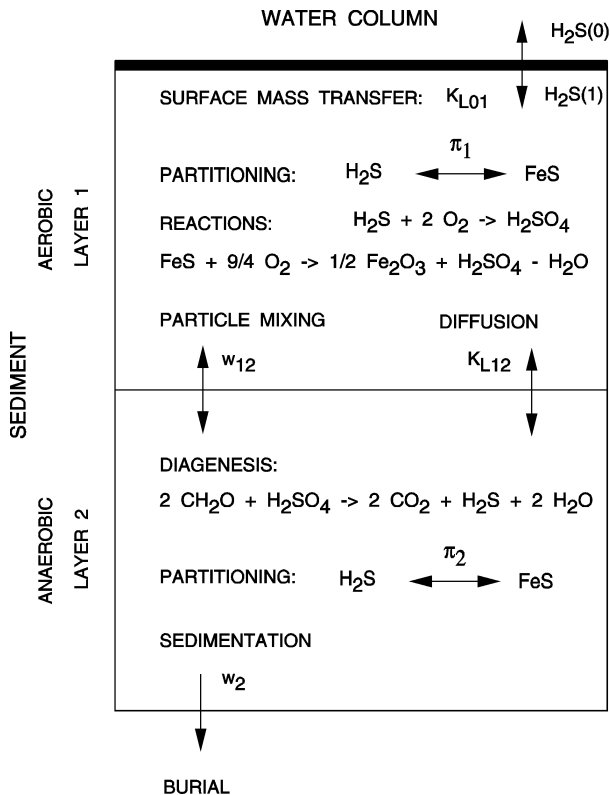 WATER COLUMN
H₂S(0)
SURFACE MASS TRANSFER: K_L01 H₂S(1)
π₁
PARTITIONING: H₂S FeS
REACTIONS: H₂S + 2 O₂ -> H₂SO₄
FeS + 9/4 O₂ -> 1/2 Fe₂O₃ + H₂SO₄ - H₂O
PARTICLE MIXING DIFFUSION
w₁₂ K_L12
AEROBIC
LAYER 1
SEDIMENT
DIAGENESIS:
2 CH₂O + H₂SO₄ -> 2 CO₂ + H₂S + 2 H₂O
π₂
PARTITIONING: H₂S FeS
SEDIMENTATION
w₂
ANAEROBIC
LAYER 2
BURIAL